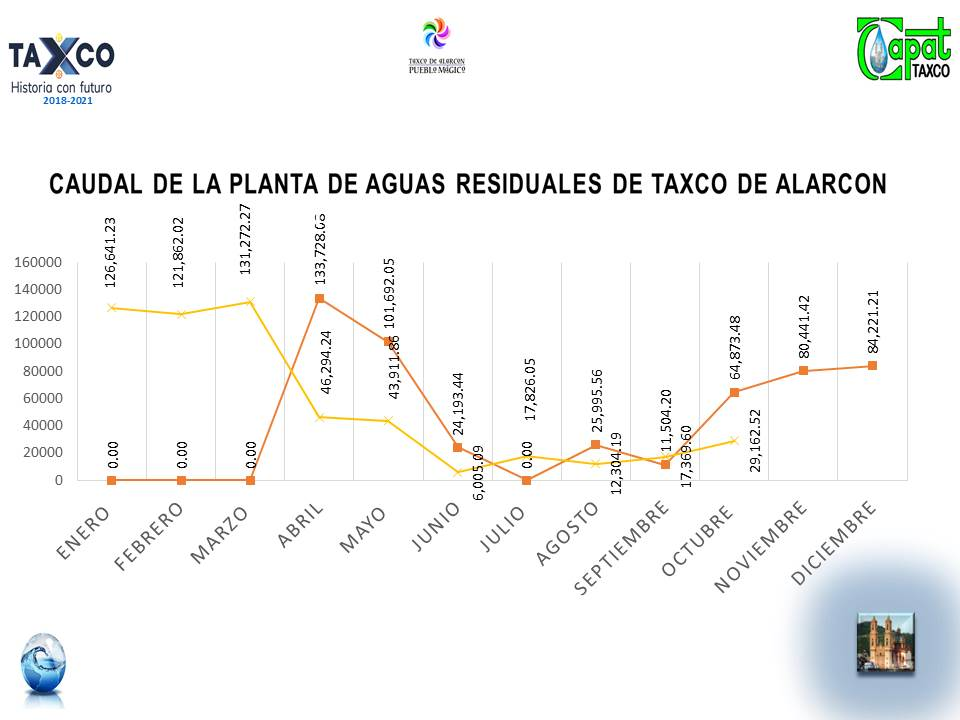 TAXCO
Historia con futuro
2018-2021
TAXCO DE ALARCÓN
PUEBLO MÁGICO
Capat
TAXCO
CAUDAL DE LA PLANTA DE AGUAS RESIDUALES DE TAXCO DE ALARCON
160000
140000
120000
100000
80000
60000
40000
20000
0
126,641.23
121,862.02
131,272.27
133,728.03
101,692.05
46,294.24
43,911.86
24,193.44
6,005.09
17,826.05
0.00
0.00
0.00
0.00
25,995.56
12,304.19
11,504.20
17,369.60
64,873.48
29,162.52
80,441.42
84,221.21
ENERO
FEBRERO
MARZO
ABRIL
MAYO
JUNIO
JULIO
AGOSTO
SEPTIEMBRE
OCTUBRE
NOVIEMBRE
DICIEMBRE